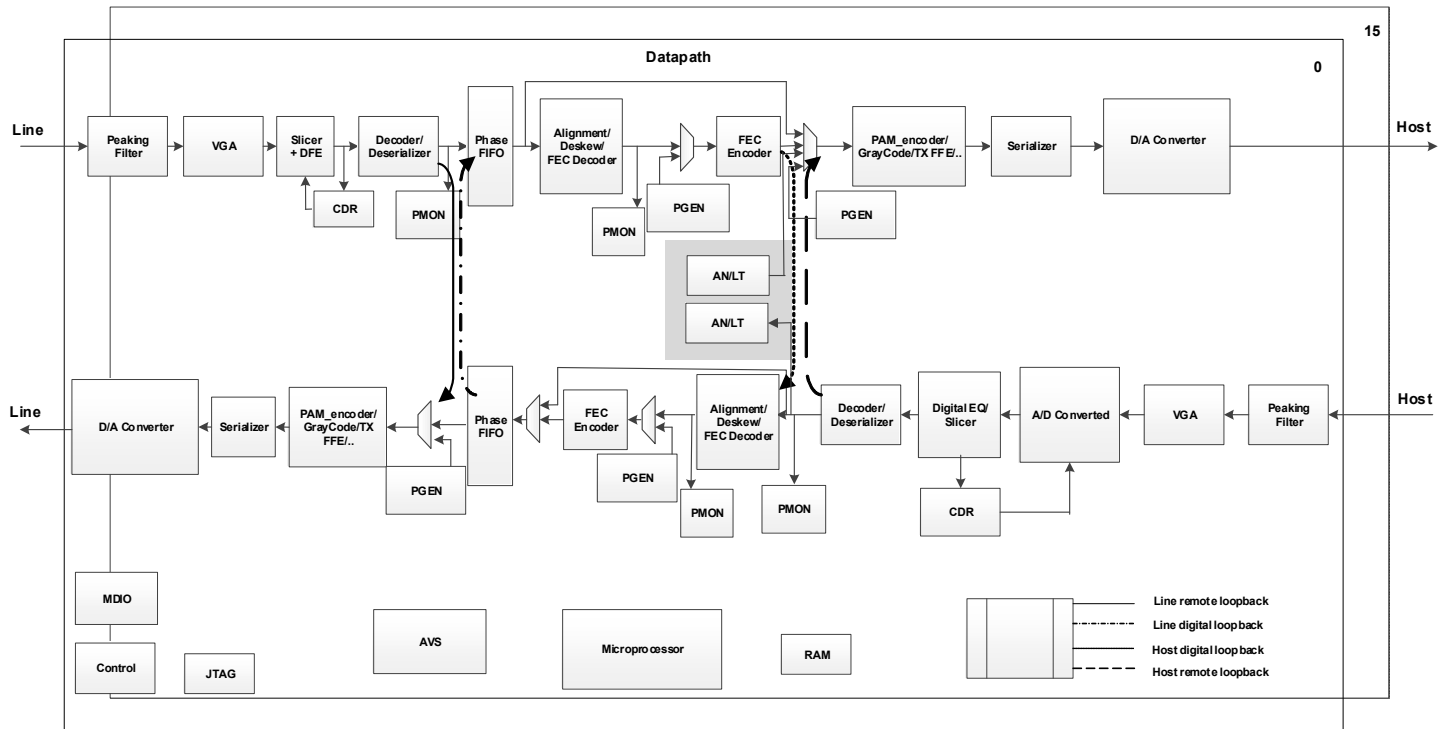 15
Datapath
0
Line
Host
Peaking
Filter
VGA
Slicer
+ DFE
Decoder/
Deserializer
Phase
FIFO
Alignment/
Deskew/
FEC Decoder
FEC
Encoder
PAM_encoder/
GrayCode/TX FFE/..
Serializer
D/A Converter
CDR
PMON
PMON
PGEN
PGEN
AN/LT
AN/LT
Line
Host
D/A Converter
Serializer
PAM_encoder/
GrayCode/TX
FFE/..
PGEN
Phase
FIFO
FEC
Encoder
PGEN
PMON
Alignment/
Deskew/
FEC Decoder
PMON
Decoder/
Deserializer
Digital EQ/
Slicer
CDR
A/D Converted
VGA
Peaking
Filter
MDIO
Control
JTAG
AVS
Microprocessor
RAM
Line remote loopback
Line digital loopback
Host digital loopback
Host remote loopback